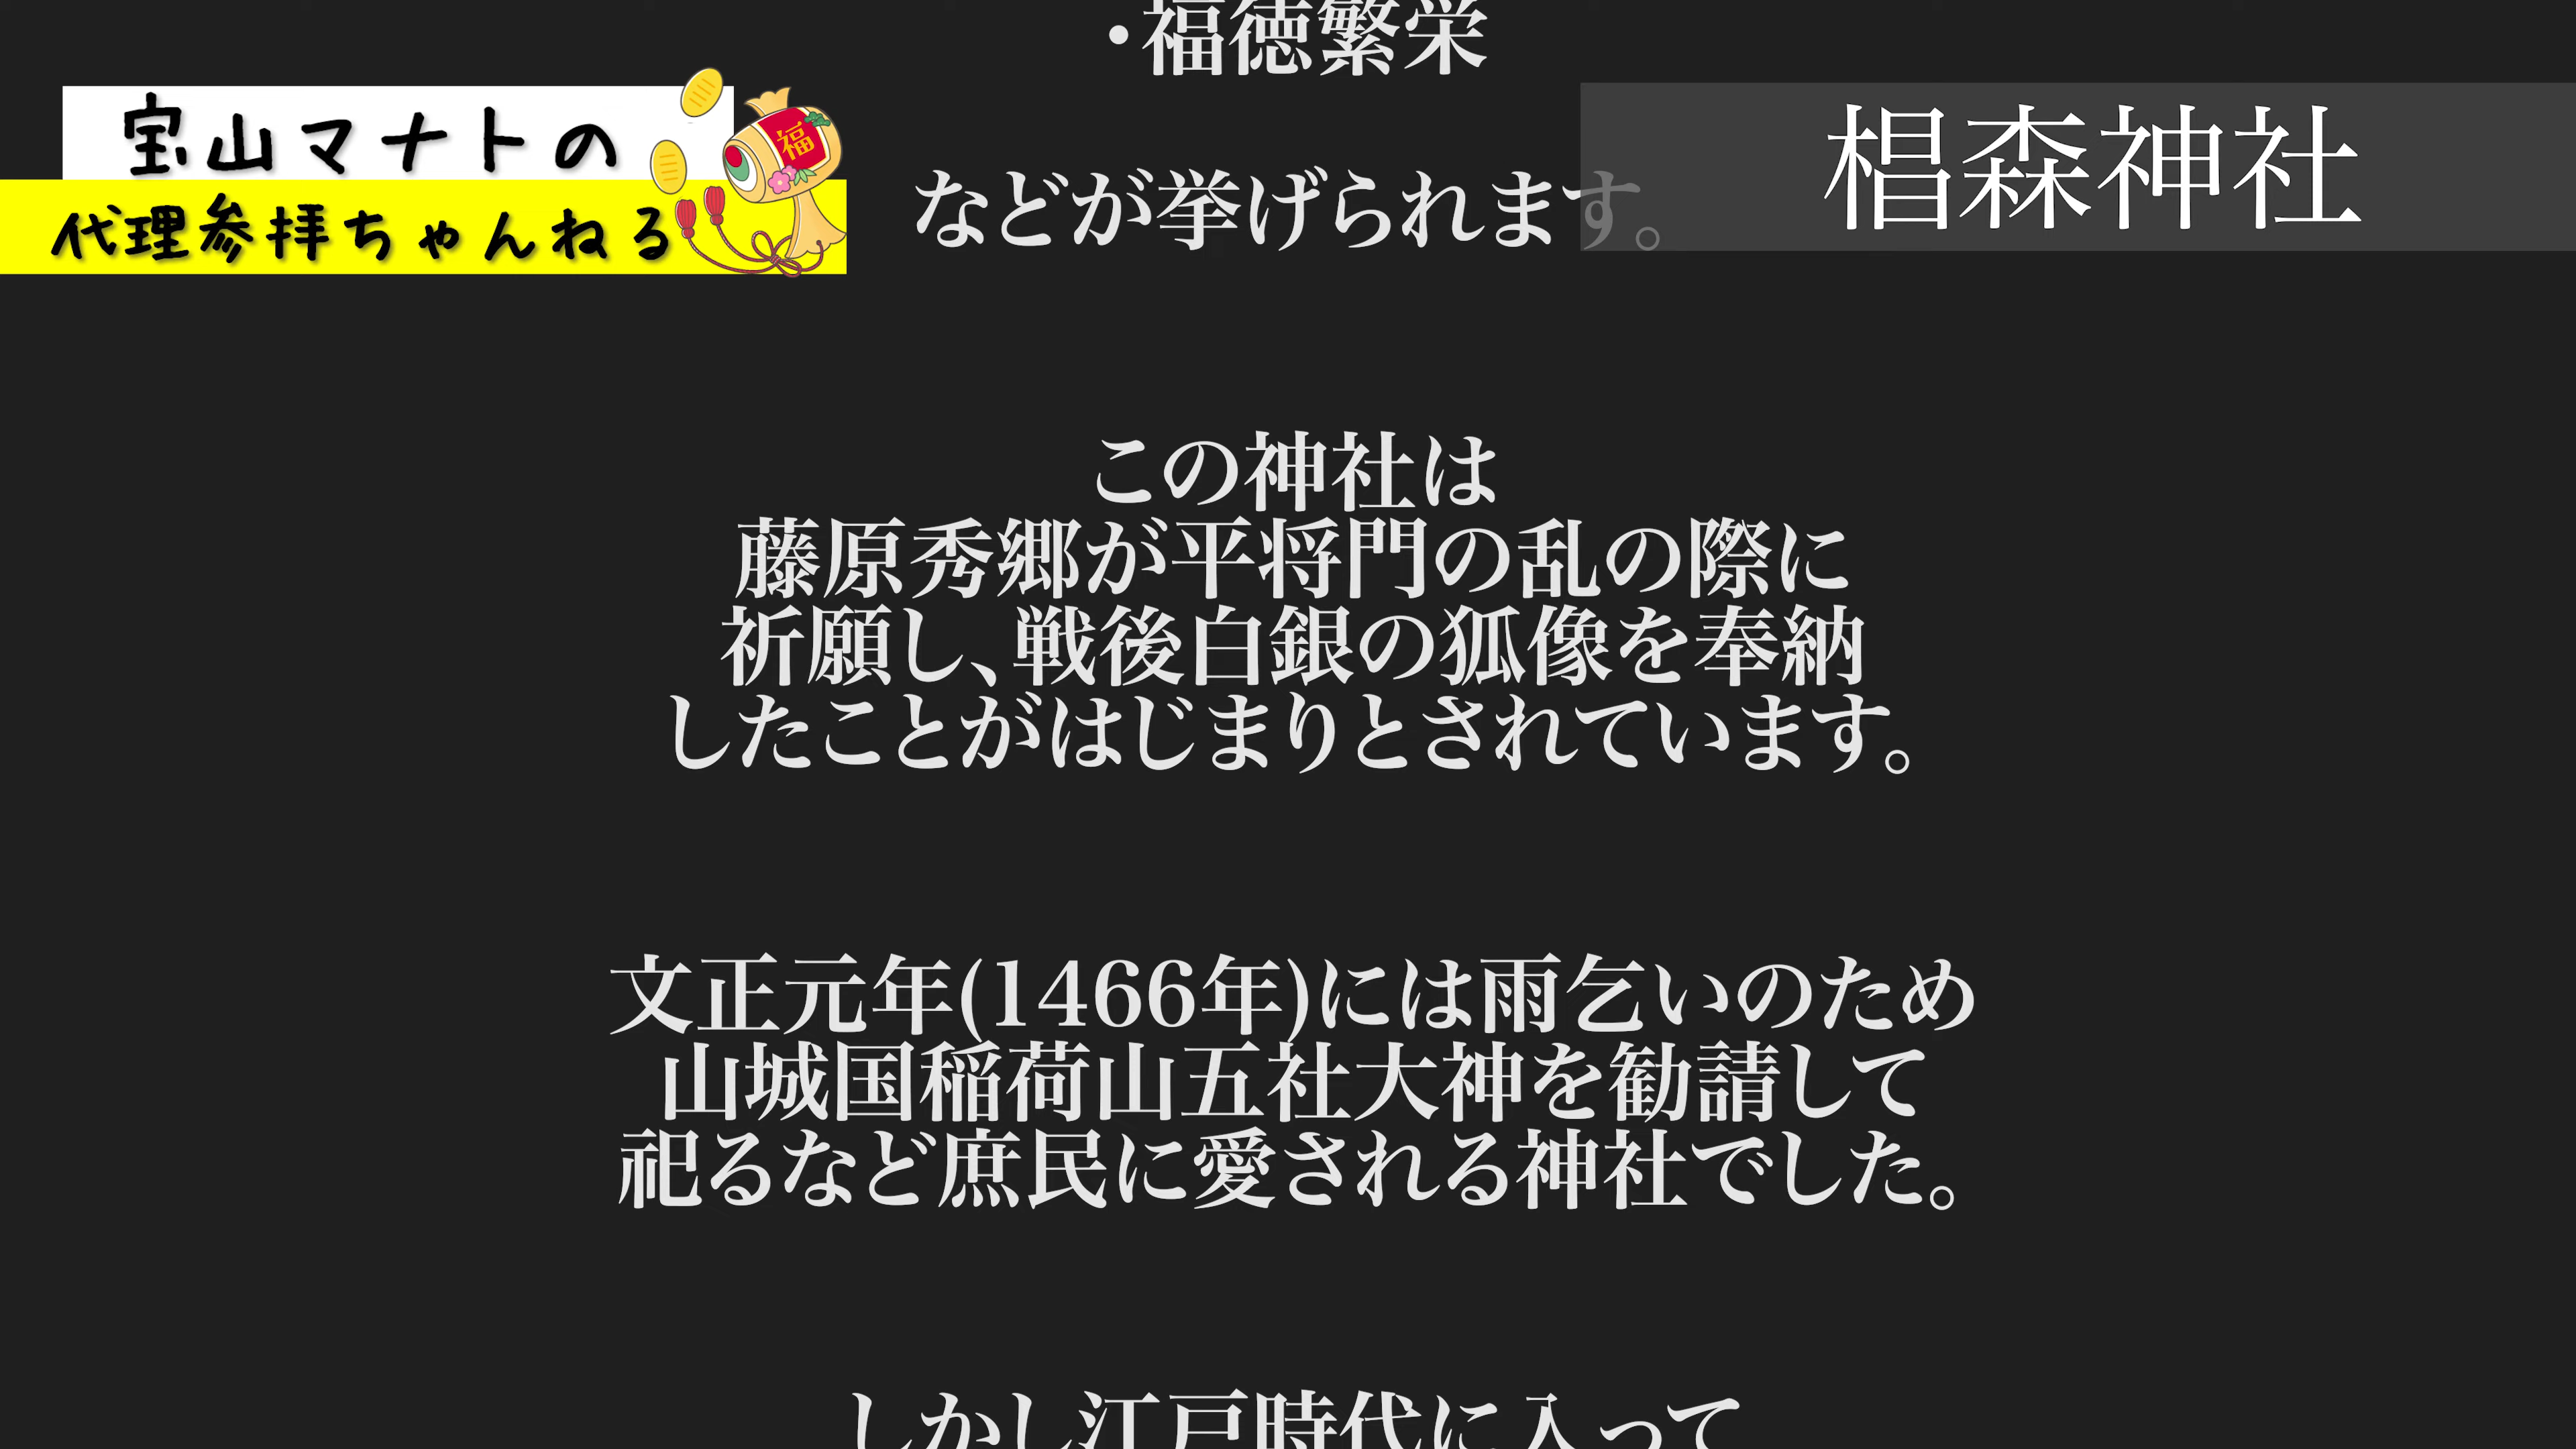 ・福徳繁栄
宝山マナトの
代理参拝ちゃんねる
福
椙森神社
などが挙げられます。
この神社は
藤原秀郷が平将門の乱の際に
祈願し、戦後白銀の狐像を奉納
したことがはじまりとされています。
文正元年(1466年)には雨乞いのため
山城国稲荷山五社大神を勧請して
祀るなど庶民に愛される神社でした。
しかし江戸時代に入って